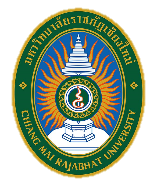 มหาวิทยาลัยราชภัฏเชียงใหม่
CHIANG MAI RAJABHAT UNIVERSITY